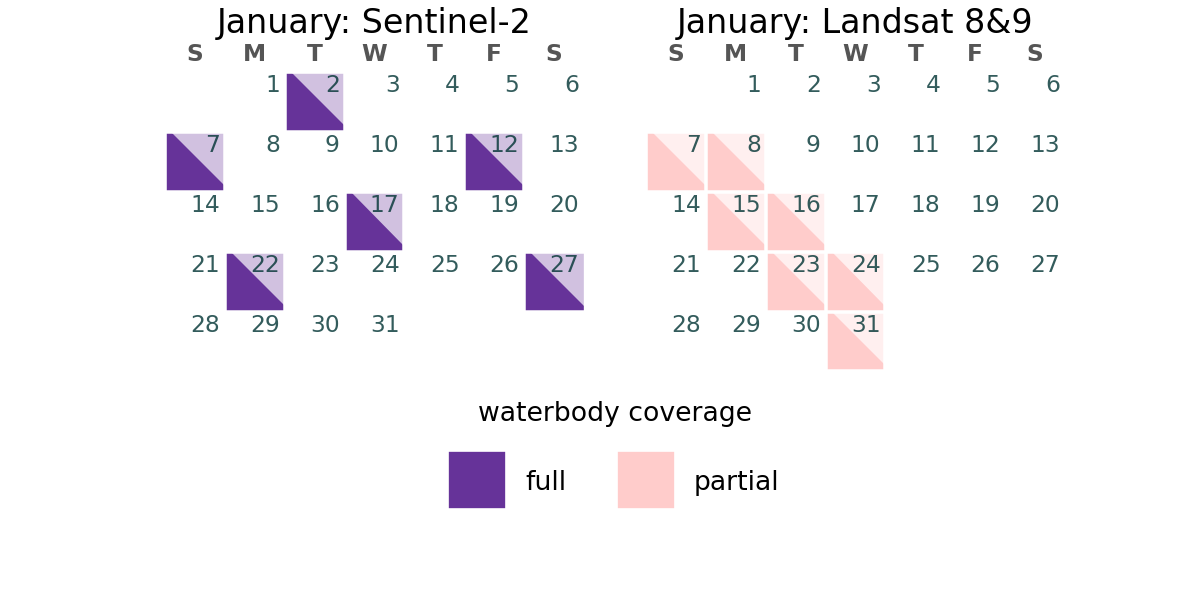 January: Sentinel-2
S M T W T F S
1 2 3 4 5 6
7 8 9 10 11 12 13
14 15 16 17 18 19 20
21 22 23 24 25 26 27
28 29 30 31
January: Landsat 8&9
S M T W T F S
1 2 3 4 5 6
7 8 9 10 11 12 13
14 15 16 17 18 19 20
21 22 23 24 25 26 27
28 29 30 31
waterbody coverage
full partial